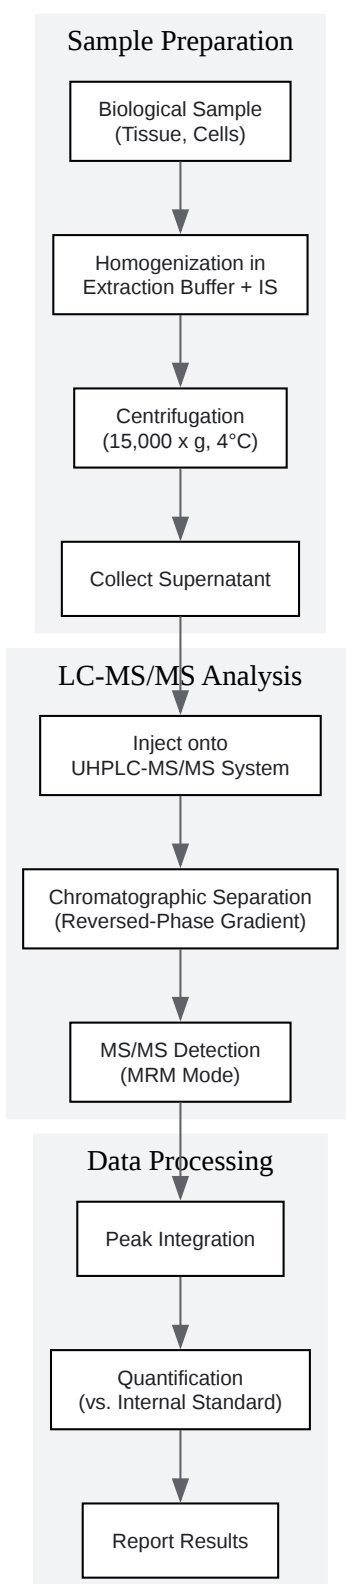 Sample Preparation
Biological Sample
(Tissue, Cells)
Homogenization in
Extraction Buffer + IS
Centrifugation
(15,000 x g, 4°C)
Collect Supernatant
LC-MS/MS Analysis
Inject onto
UHPLC-MS/MS System
Chromatographic Separation
(Reversed-Phase Gradient)
MS/MS Detection
(MRM Mode)
Data Processing
Peak Integration
Quantification
(vs. Internal Standard)
Report Results